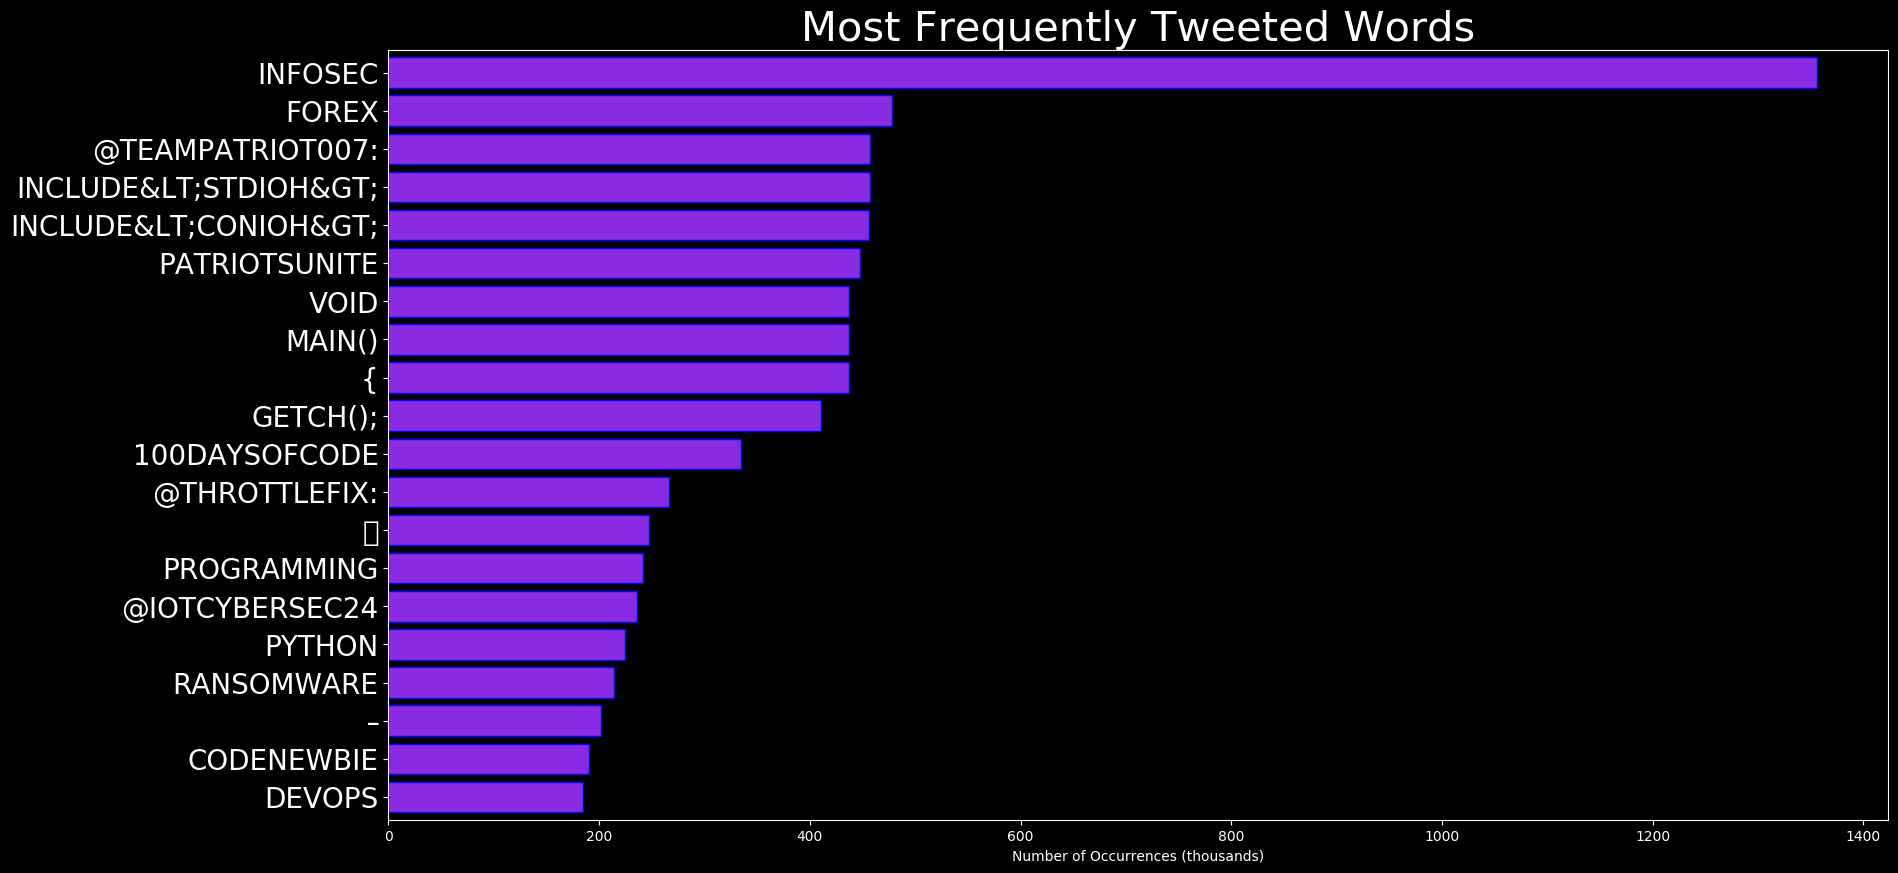 Most Frequently Tweeted Words
INFOSEC
FOREX
@TEAMPATRIOT007:
INCLUDE&LT;STDIOH&GT;
INCLUDE&LT;CONIOH&GT;
PATRIOTSUNITE
VOID
MAIN()
{
GETCH();
100DAYSOFCODE
@THROTTLEFIX:
PROGRAMMING
@IOTCYBERSEC24
PYTHON
RANSOMWARE
–
CODENEWBIE
DEVOPS
0 200 400 600 800 1000 1200 1400
Number of Occurrences (thousands)